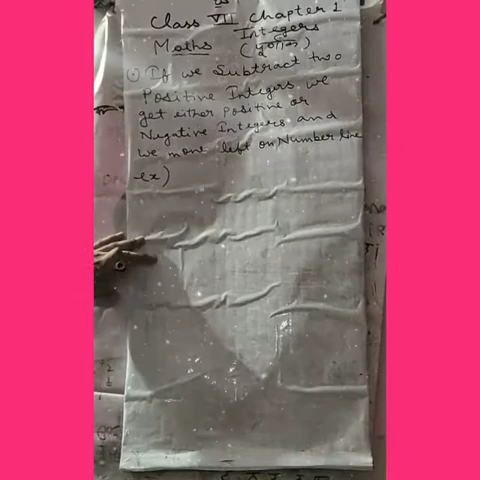 Class VII Chapter 1
Maths Integers
(पूर्णांक)
If we Subtract two
Positive Integers we
get either Positive or
Negative Integers and
we move left on Number line
ex)